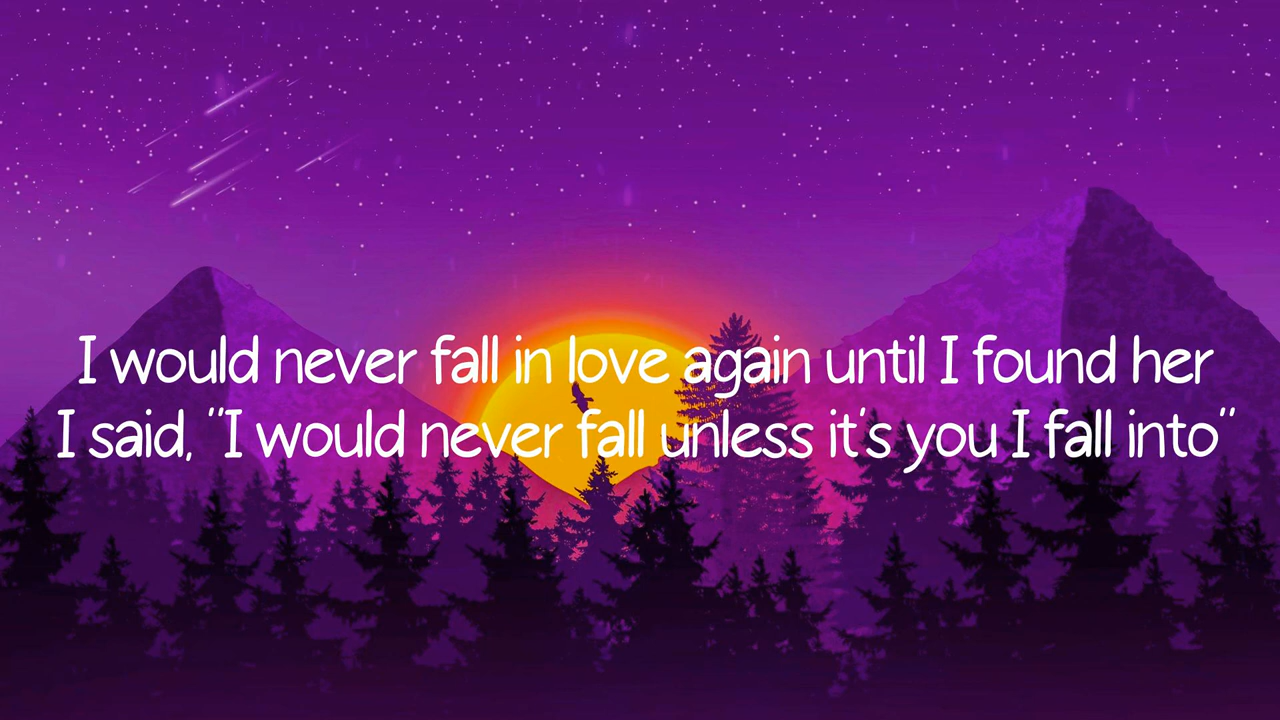 I would never fall in love again until I found her
I said, "I would never fall unless it's you I fall into"